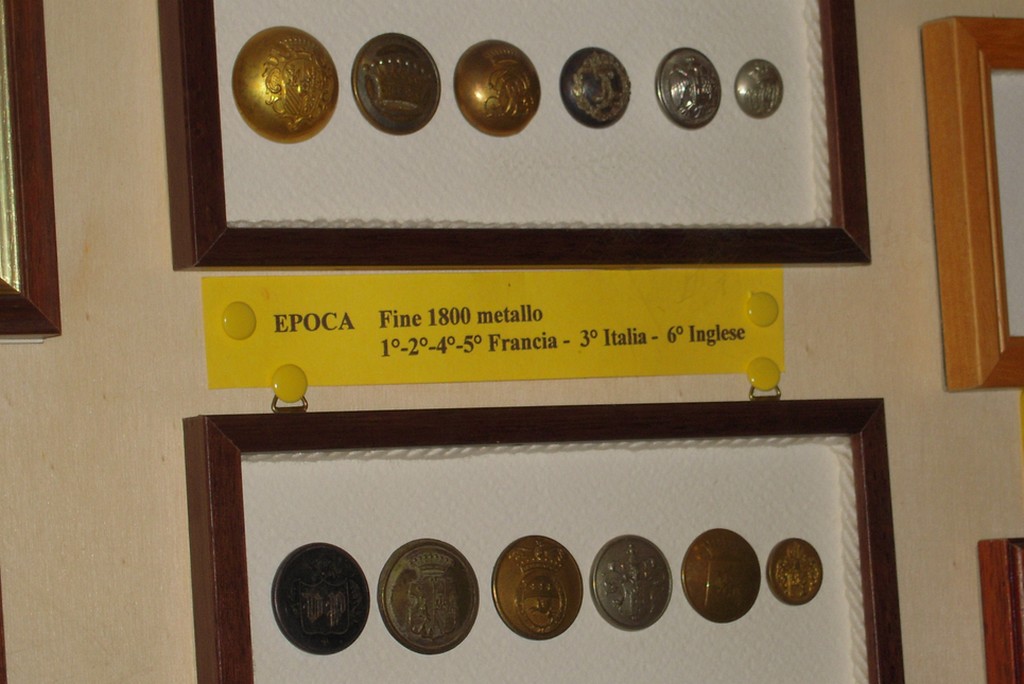 EPOCA Fine 1800 metallo
1°-2°-4°-5° Francia - 3° Italia - 6° Inglese